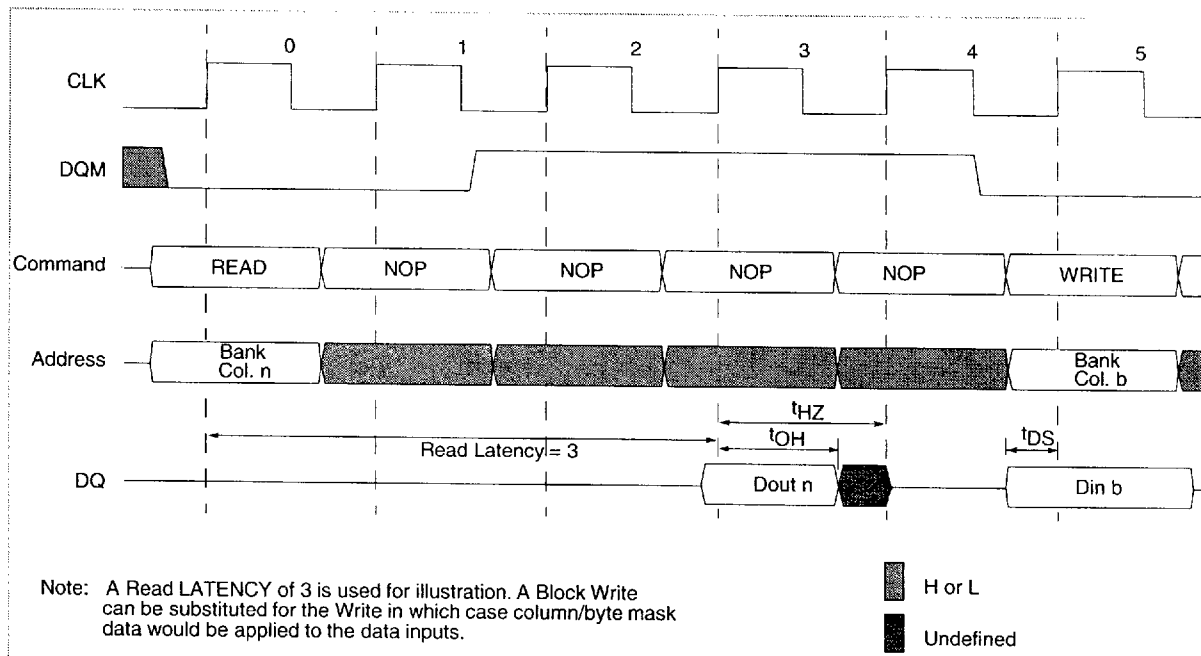 0 1 2 3 4 5
CLK
DQM
Command READ NOP NOP NOP NOP WRITE
Address Bank Col. n Bank Col. b
tHZ
tOH tDS
Read Latency = 3
DQ Dout n Din b
Note: A Read LATENCY of 3 is used for illustration. A Block Write
can be substituted for the Write in which case column/byte mask
data would be applied to the data inputs.
H or L
Undefined